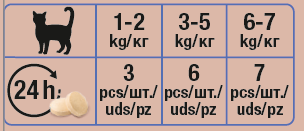 1-2 3-5 6-7
kg/кг kg/кг kg/кг
24h. 3 6 7
pcs/шт./ pcs/шт./ pcs/шт./
uds/pz uds/pz uds/pz